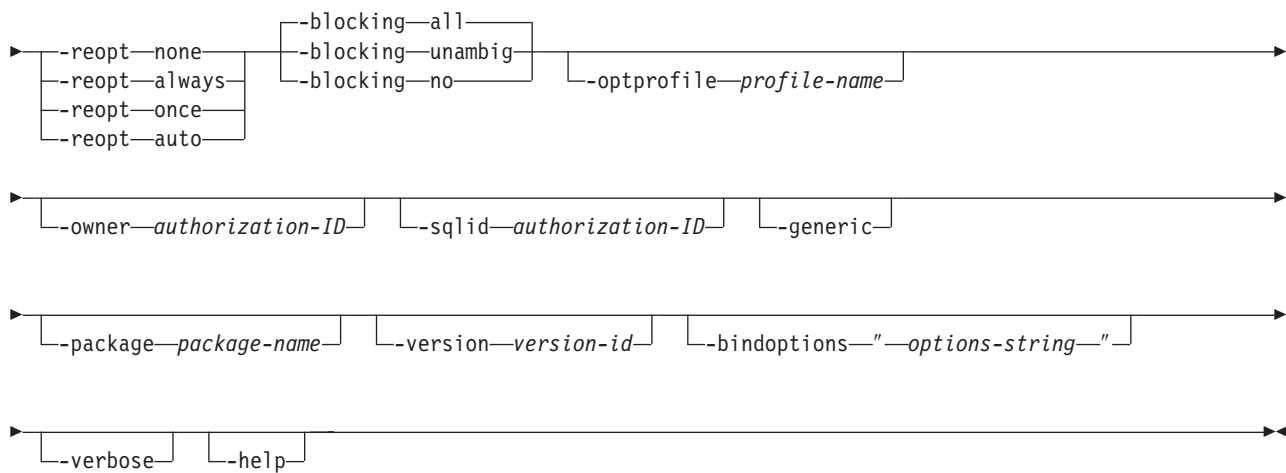 -blocking all
-reopt none -blocking unambig
-reopt always -blocking no -optprofile profile-name
-reopt once
-reopt auto
-owner authorization-ID -sqlid authorization-ID -generic
-package package-name -version version-id -bindoptions " options-string "
-verbose -help